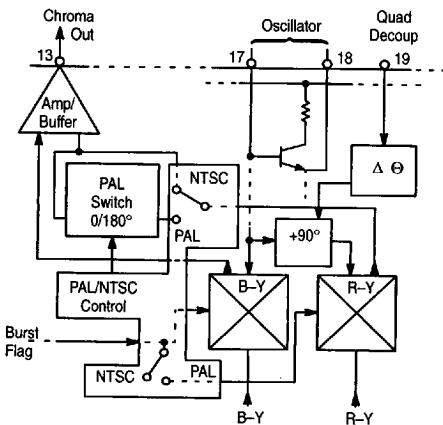 Chroma
Out
13
Oscillator
17
18
Quad
Decoup
19
Amp/
Buffer
PAL
Switch
0/180°
NTSC
PAL
Δ Θ
+90°
PAL/NTSC
Control
B–Y
R–Y
Burst
Flag
NTSC
PAL
B–Y
R–Y